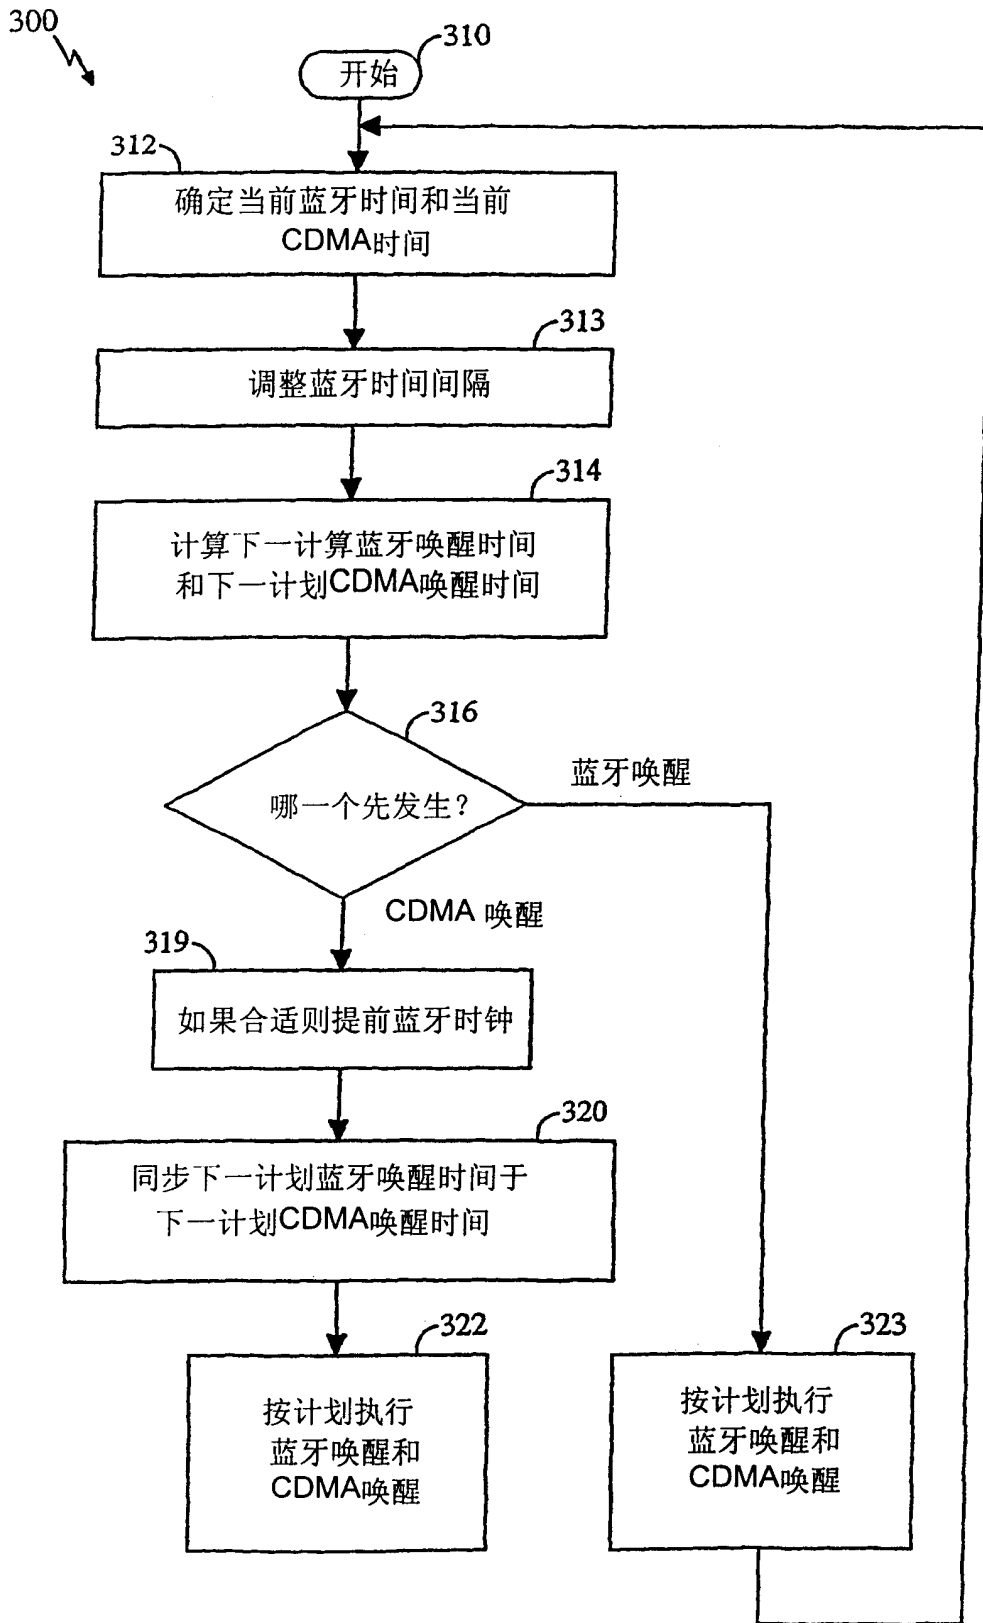 300
310
开始
312
确定当前蓝牙时间和当前
CDMA时间
313
调整蓝牙时间间隔
314
计算下一计算蓝牙唤醒时间
和下一计划CDMA唤醒时间
316
哪一个先发生？
蓝牙唤醒
CDMA 唤醒
319
如果合适则提前蓝牙时钟
320
同步下一计划蓝牙唤醒时间于
下一计划CDMA唤醒时间
322
按计划执行
蓝牙唤醒和
CDMA唤醒
323
按计划执行
蓝牙唤醒和
CDMA唤醒